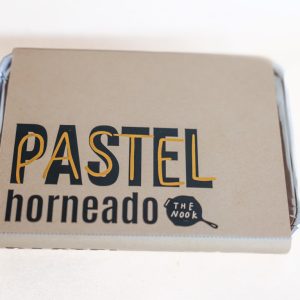 PASTEL
horneado
THE
NOOK